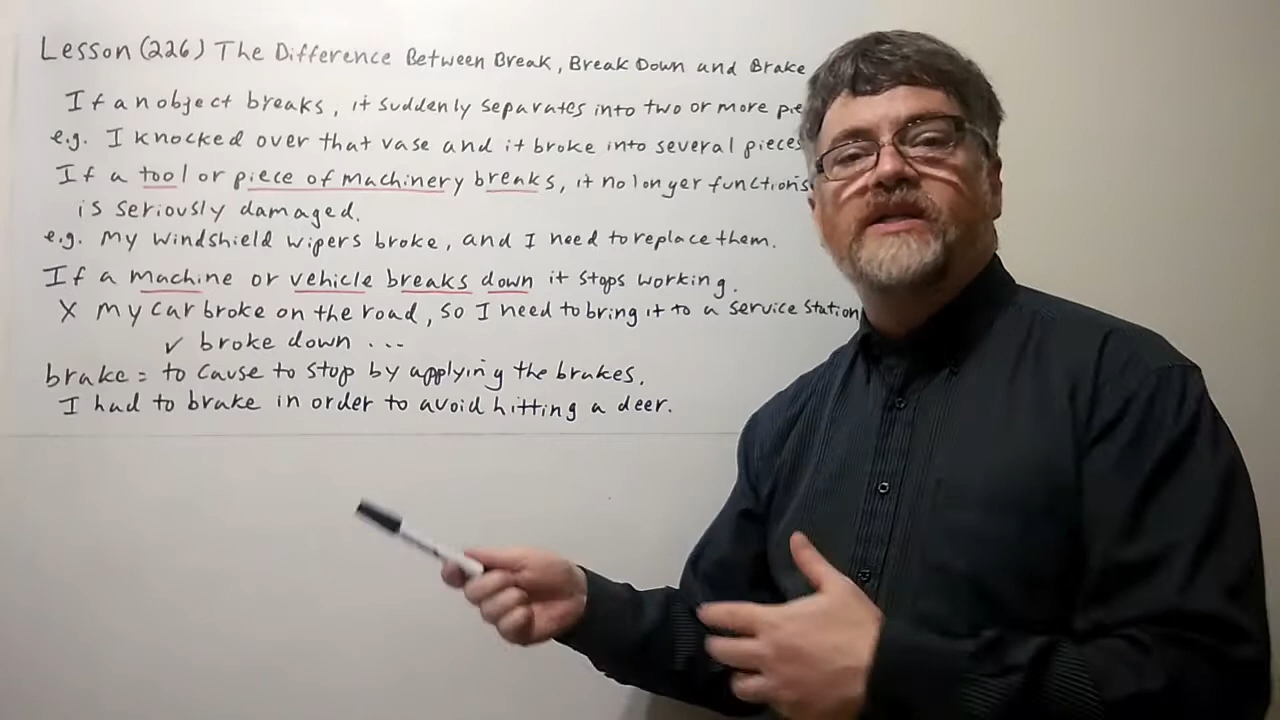 Lesson (226) The Difference Between Break, Break Down and Brake
If an object breaks, it suddenly separates into two or more
e.g. I knocked over that vase and it broke into several pieces
If a tool or piece of machinery breaks, it no longer functions
is seriously damaged.
e.g. My windshield wipers broke, and I need to replace them.
If a machine or vehicle breaks down it stops working.
X My car broke on the road, so I need to bring it to a service station
✓ broke down ...
brake = to cause to stop by applying the brakes.
I had to brake in order to avoid hitting a deer.